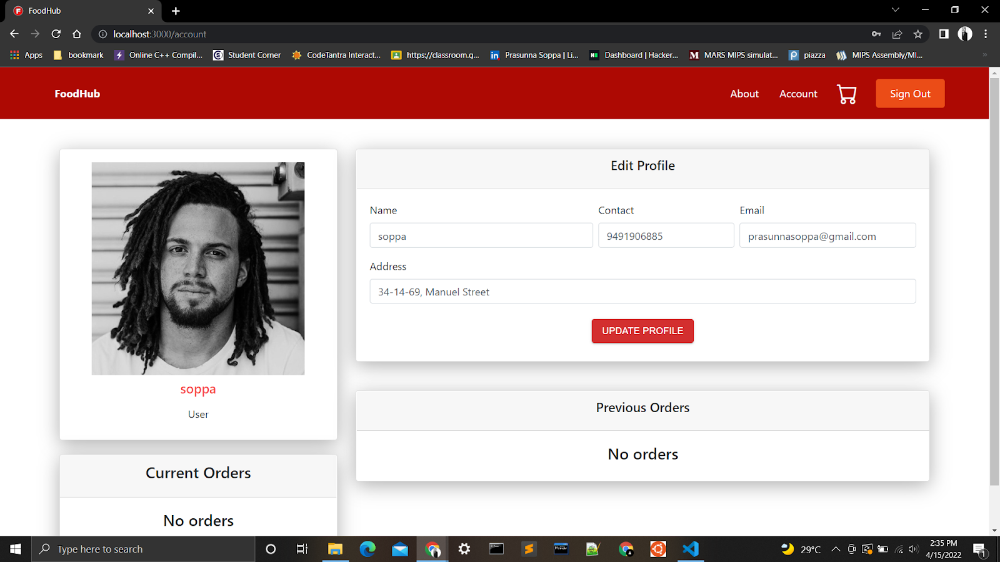 FoodHub
localhost:3000/account
Apps bookmark Online C++ Compil... Student Corner CodeTantra Interact... https://classroom.g... Prasunna Soppa | Li... Dashboard | Hacker... MARS MIPS simulat... piazza MIPS Assembly/MI...
FoodHub About Account Sign Out
soppa
User
Current Orders
No orders
Edit Profile
Name Contact Email
soppa 9491906885 prasunnasoppa@gmail.com
Address
34-14-69, Manuel Street
UPDATE PROFILE
Previous Orders
No orders
Type here to search
29°C
2:35 PM
4/15/2022
1